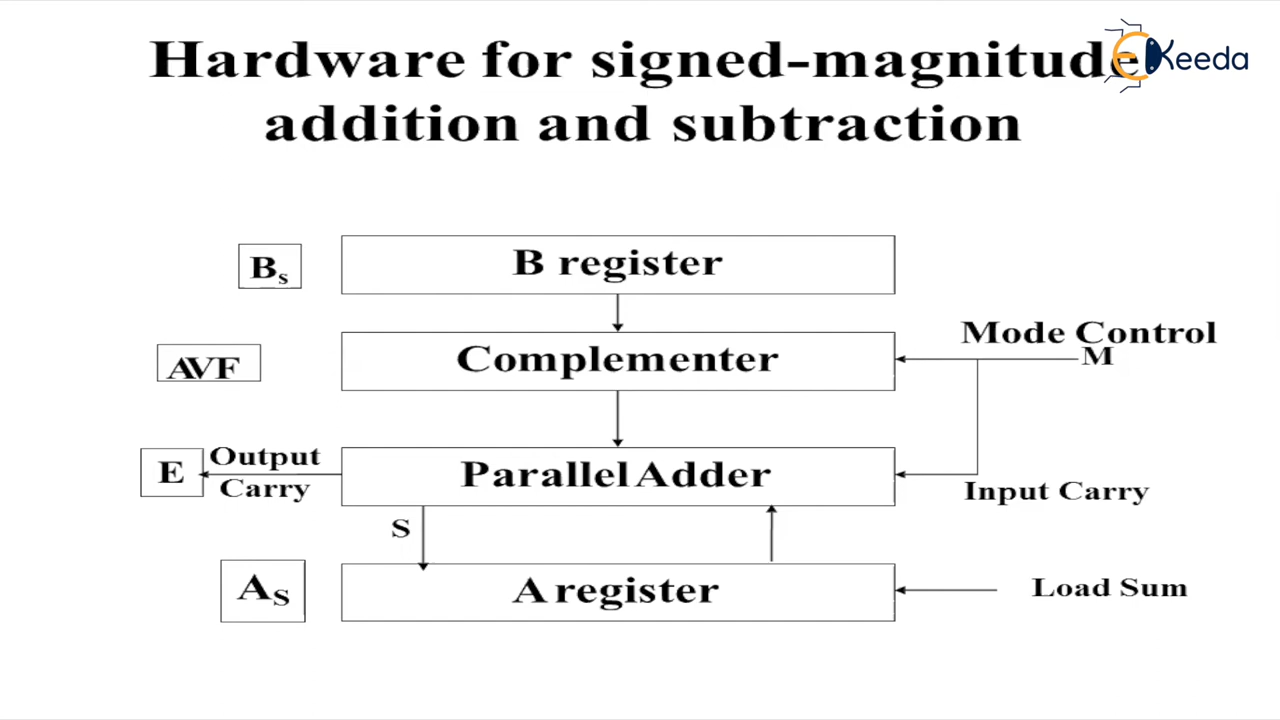 Hardware for signed-magnitude
addition and subtraction
eKeeda
Bs
B register
AVF
Complementer
Mode Control
M
E
Output
Carry
Parallel Adder
Input Carry
S
As
A register
Load Sum